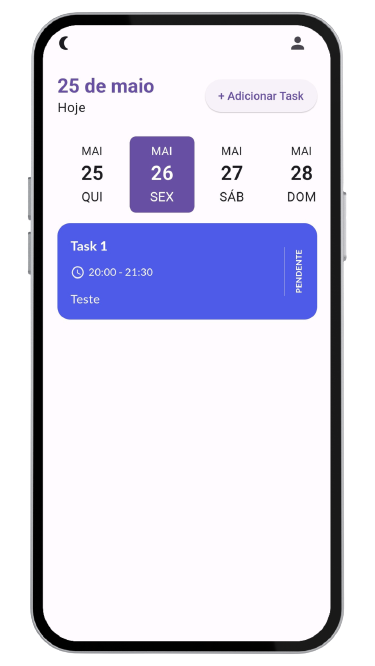 25 de maio
Hoje
+ Adicionar Task
MAI MAI MAI MAI
25 26 27 28
QUI SEX SÁB DOM
Task 1
20:00 - 21:30
Teste
PENDENTE